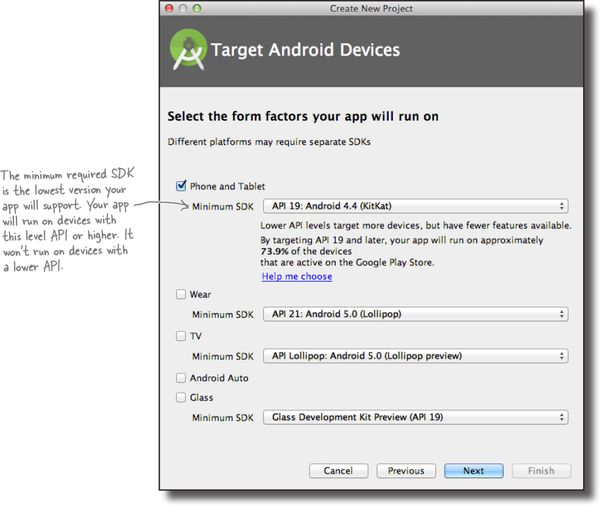 Create New Project
Target Android Devices
Select the form factors your app will run on
Different platforms may require separate SDKs
The minimum required SDK
is the lowest version your
app will support. Your app
will run on devices with
this level API or higher. It
won't run on devices with
a lower API.
Phone and Tablet
Minimum SDK API 19: Android 4.4 (KitKat)
Lower API levels target more devices, but have fewer features available.
By targeting API 19 and later, your app will run on approximately
73.9% of the devices
that are active on the Google Play Store.
Help me choose
Wear
Minimum SDK API 21: Android 5.0 (Lollipop)
TV
Minimum SDK API Lollipop: Android 5.0 (Lollipop preview)
Android Auto
Glass
Minimum SDK Glass Development Kit Preview (API 19)
Cancel Previous Next Finish